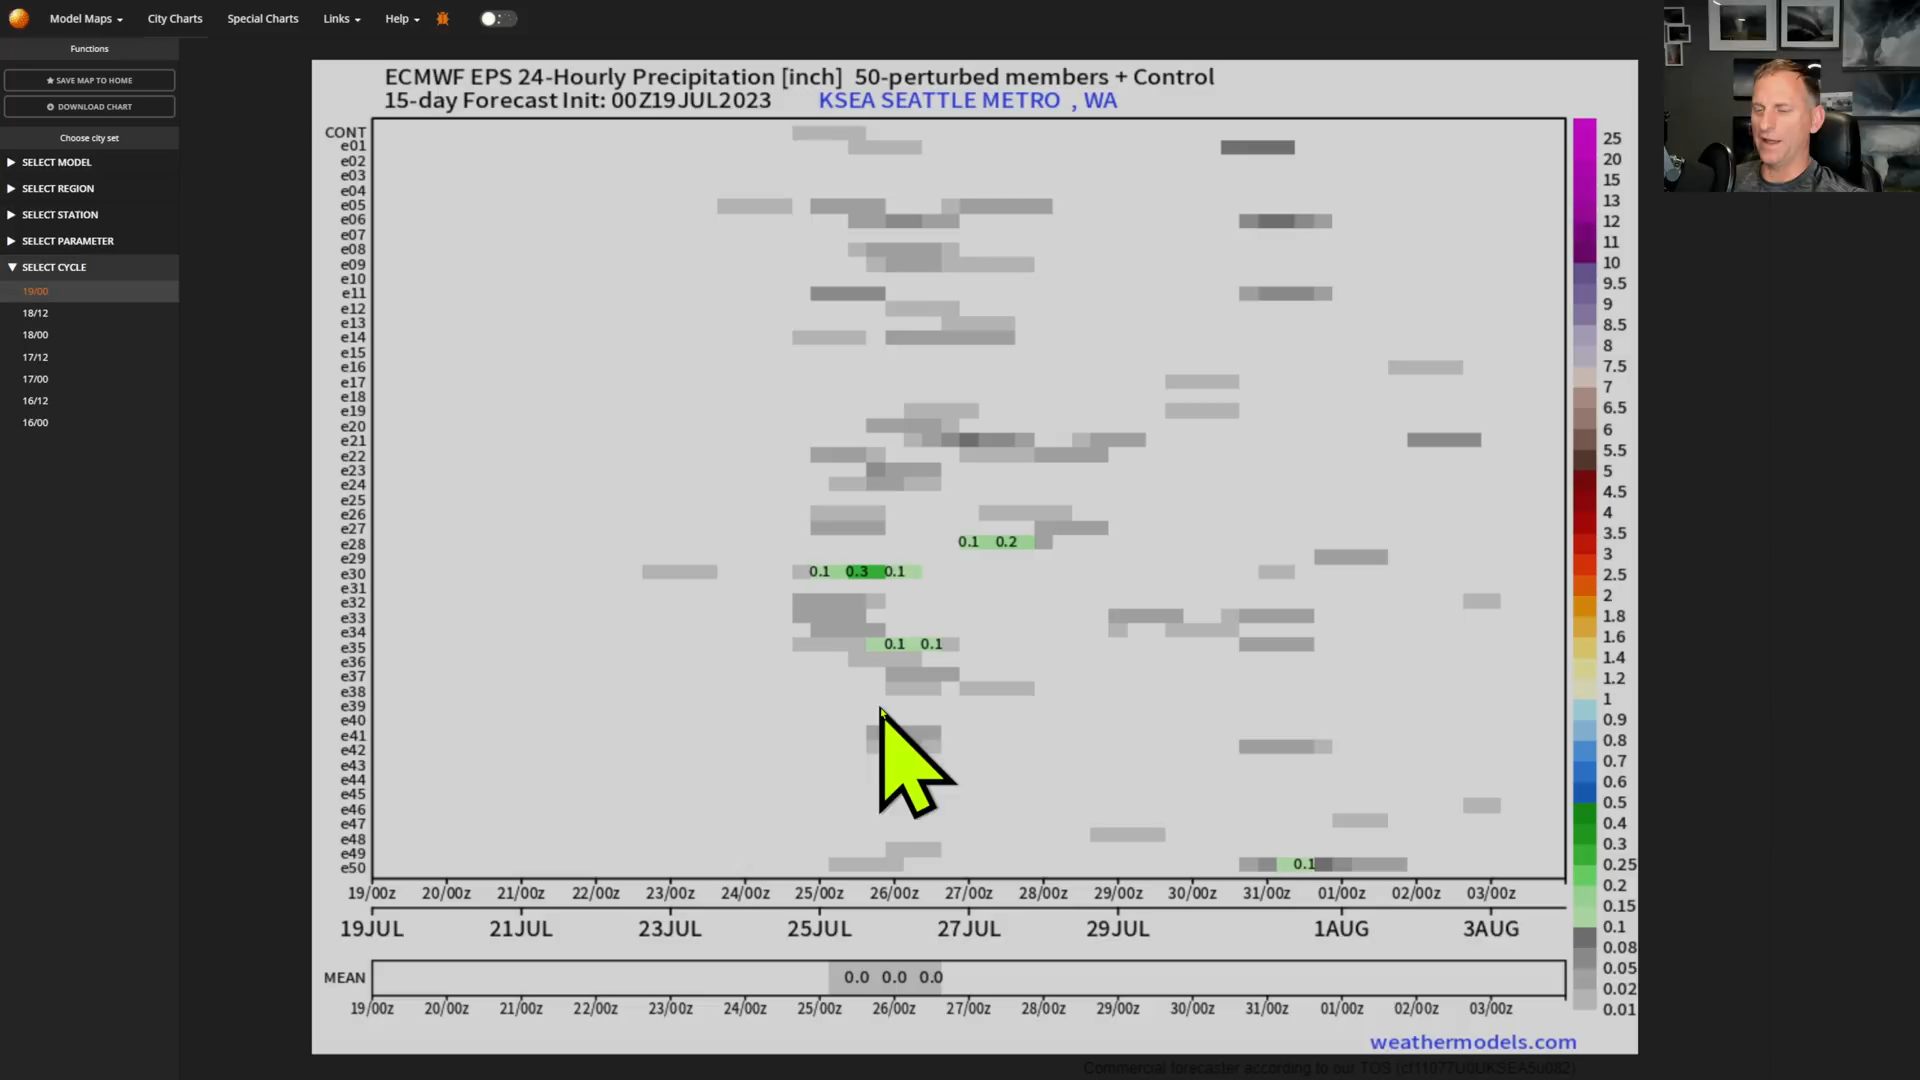 Model Maps City Charts Special Charts Links Help
Functions
SAVE MAP TO HOME
DOWNLOAD CHART
Choose city set
SELECT MODEL
SELECT REGION
SELECT STATION
SELECT PARAMETER
SELECT CYCLE
19/00
18/12
18/00
17/12
17/00
16/12
16/00
ECMWF EPS 24-Hourly Precipitation [inch] 50-perturbed members + Control
15-day Forecast Init: 00Z19JUL2023 KSEA SEATTLE METRO , WA
CONT
e01
e02
e03
e04
e05
e06
e07
e08
e09
e10
e11
e12
e13
e14
e15
e16
e17
e18
e19
e20
e21
e22
e23
e24
e25
e26
e27
e28 0.1 0.2
e29
e30 0.1 0.3 0.1
e31
e32
e33
e34
e35 0.1 0.1
e36
e37
e38
e39
e40
e41
e42
e43
e44
e45
e46
e47
e48
e49
e50 0.1
19/00z 20/00z 21/00z 22/00z 23/00z 24/00z 25/00z 26/00z 27/00z 28/00z 29/00z 30/00z 31/00z 01/00z 02/00z 03/00z
19JUL 21JUL 23JUL 25JUL 27JUL 29JUL 1AUG 3AUG
MEAN 0.0 0.0 0.0
19/00z 20/00z 21/00z 22/00z 23/00z 24/00z 25/00z 26/00z 27/00z 28/00z 29/00z 30/00z 31/00z 01/00z 02/00z 03/00z
25
20
15
13
12
11
10
9.5
9
8.5
8
7.5
7
6.5
6
5.5
5
4.5
4
3.5
3
2.5
2
1.8
1.6
1.4
1.2
1
0.9
0.8
0.7
0.6
0.5
0.4
0.3
0.25
0.2
0.15
0.1
0.08
0.05
0.02
0.01
weathermodels.com
Commercial forecaster according to our TOS